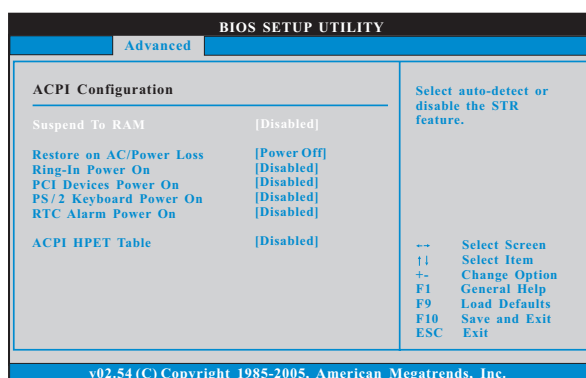 BIOS SETUP UTILITY
Advanced
ACPI Configuration
Suspend To RAM [Disabled]
Restore on AC/Power Loss [Power Off]
Ring-In Power On [Disabled]
PCI Devices Power On [Disabled]
PS/2 Keyboard Power On [Disabled]
RTC Alarm Power On [Disabled]
ACPI HPET Table [Disabled]
Select auto-detect or
disable the STR
feature.
←→ Select Screen
↑↓ Select Item
+- Change Option
F1 General Help
F9 Load Defaults
F10 Save and Exit
ESC Exit
v02.54 (C) Copyright 1985-2005, American Megatrends, Inc.